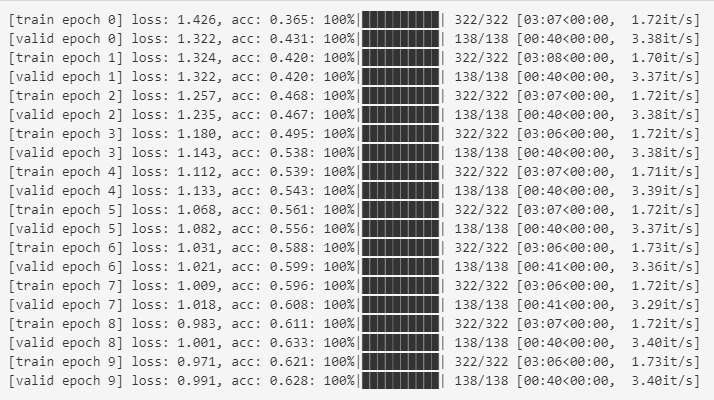 [train epoch 0] loss: 1.426, acc: 0.365: 100%|██████████| 322/322 [03:07<00:00,  1.72it/s]
[valid epoch 0] loss: 1.322, acc: 0.431: 100%|██████████| 138/138 [00:40<00:00,  3.38it/s]
[train epoch 1] loss: 1.324, acc: 0.420: 100%|██████████| 322/322 [03:08<00:00,  1.70it/s]
[valid epoch 1] loss: 1.322, acc: 0.420: 100%|██████████| 138/138 [00:40<00:00,  3.37it/s]
[train epoch 2] loss: 1.257, acc: 0.468: 100%|██████████| 322/322 [03:07<00:00,  1.72it/s]
[valid epoch 2] loss: 1.235, acc: 0.467: 100%|██████████| 138/138 [00:40<00:00,  3.38it/s]
[train epoch 3] loss: 1.180, acc: 0.495: 100%|██████████| 322/322 [03:06<00:00,  1.72it/s]
[valid epoch 3] loss: 1.143, acc: 0.538: 100%|██████████| 138/138 [00:40<00:00,  3.38it/s]
[train epoch 4] loss: 1.112, acc: 0.539: 100%|██████████| 322/322 [03:07<00:00,  1.71it/s]
[valid epoch 4] loss: 1.133, acc: 0.543: 100%|██████████| 138/138 [00:40<00:00,  3.39it/s]
[train epoch 5] loss: 1.068, acc: 0.561: 100%|██████████| 322/322 [03:07<00:00,  1.72it/s]
[valid epoch 5] loss: 1.082, acc: 0.556: 100%|██████████| 138/138 [00:40<00:00,  3.37it/s]
[train epoch 6] loss: 1.031, acc: 0.588: 100%|██████████| 322/322 [03:06<00:00,  1.73it/s]
[valid epoch 6] loss: 1.021, acc: 0.599: 100%|██████████| 138/138 [00:41<00:00,  3.36it/s]
[train epoch 7] loss: 1.009, acc: 0.596: 100%|██████████| 322/322 [03:06<00:00,  1.72it/s]
[valid epoch 7] loss: 1.018, acc: 0.608: 100%|██████████| 138/138 [00:41<00:00,  3.29it/s]
[train epoch 8] loss: 0.983, acc: 0.611: 100%|██████████| 322/322 [03:07<00:00,  1.72it/s]
[valid epoch 8] loss: 1.001, acc: 0.633: 100%|██████████| 138/138 [00:40<00:00,  3.40it/s]
[train epoch 9] loss: 0.971, acc: 0.621: 100%|██████████| 322/322 [03:06<00:00,  1.73it/s]
[valid epoch 9] loss: 0.991, acc: 0.628: 100%|██████████| 138/138 [00:40<00:00,  3.40it/s]